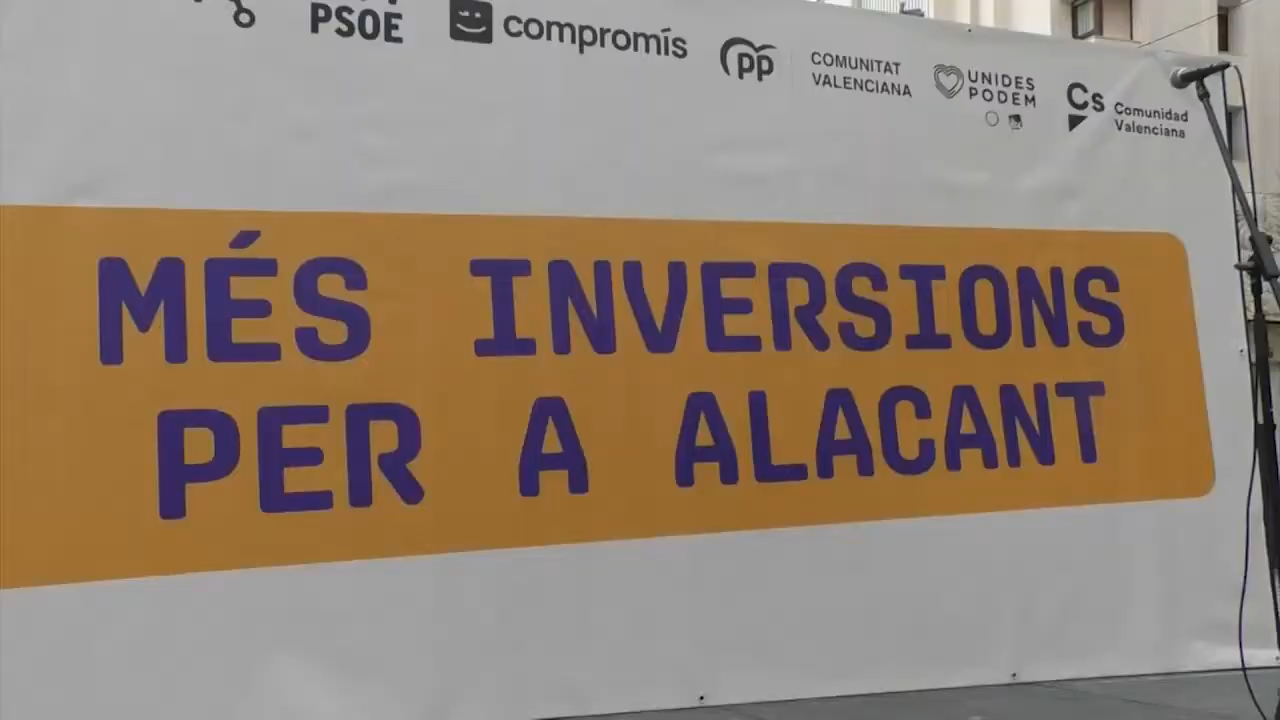 PSOE
compromís
pp COMUNITAT VALENCIANA
UNIDES PODEM
Cs Comunidad Valenciana
MÉS INVERSIONS
PER A ALACANT